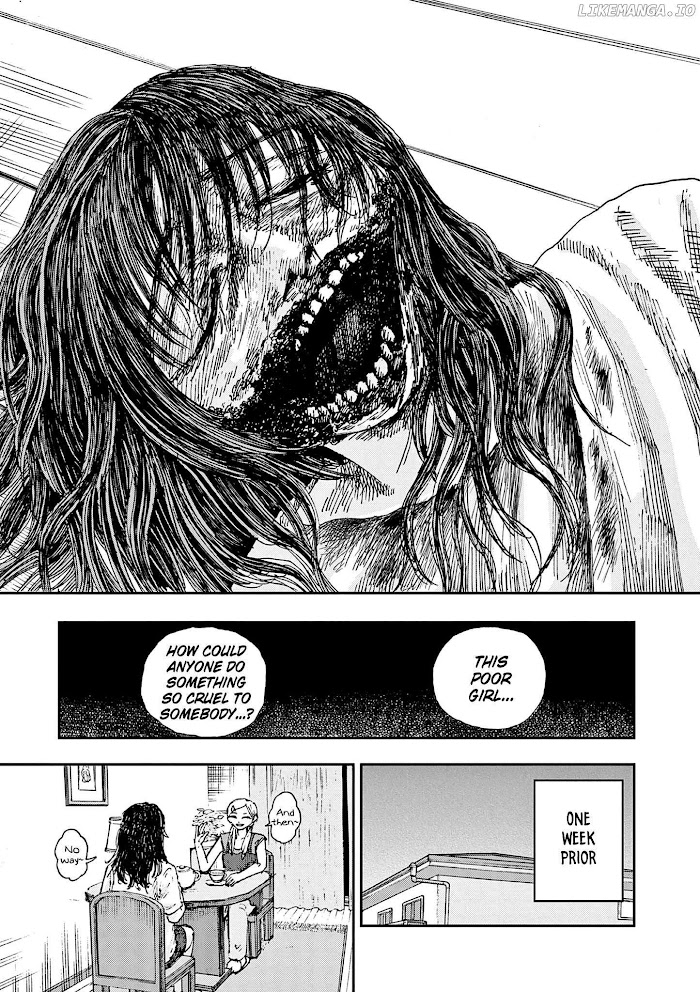 LIKEMANGA.IO
THIS
POOR
GIRL...
HOW COULD
ANYONE DO
SOMETHING
SO CRUEL TO
SOMEBODY...?
ONE
WEEK
PRIOR
And
then~
No
way~